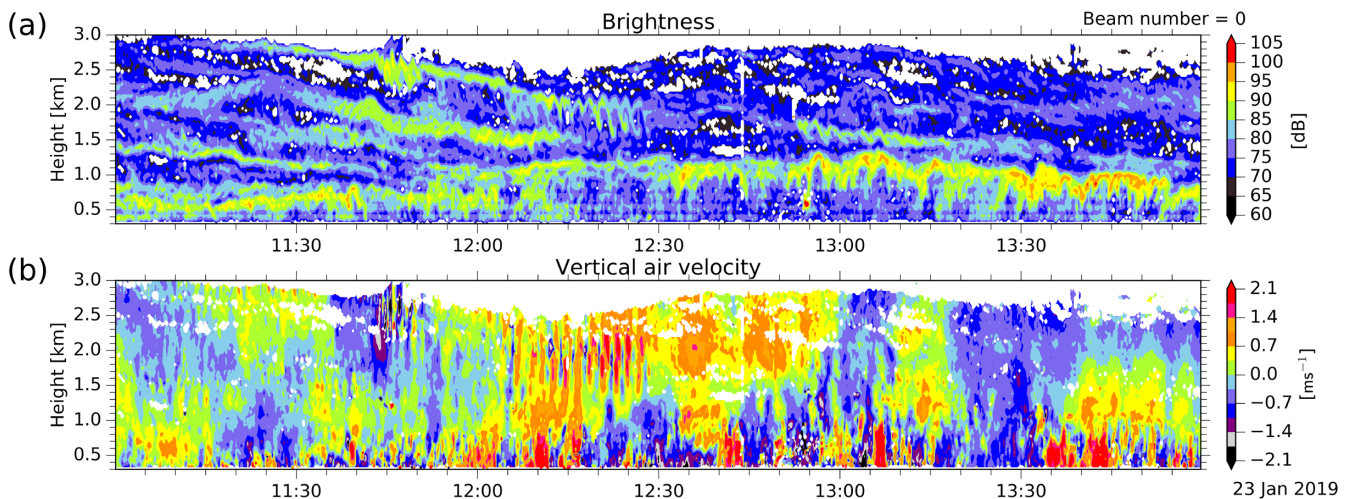 (a)
Brightness
Beam number = 0
Height [km]
3.0
2.5
2.0
1.5
1.0
0.5
11:30 12:00 12:30 13:00 13:30
105
100
95
90
85
80
75
70
65
60
[dB]
(b)
Vertical air velocity
Height [km]
3.0
2.5
2.0
1.5
1.0
0.5
11:30 12:00 12:30 13:00 13:30
2.1
1.4
0.7
0.0
−0.7
−1.4
−2.1
[ms⁻¹]
23 Jan 2019